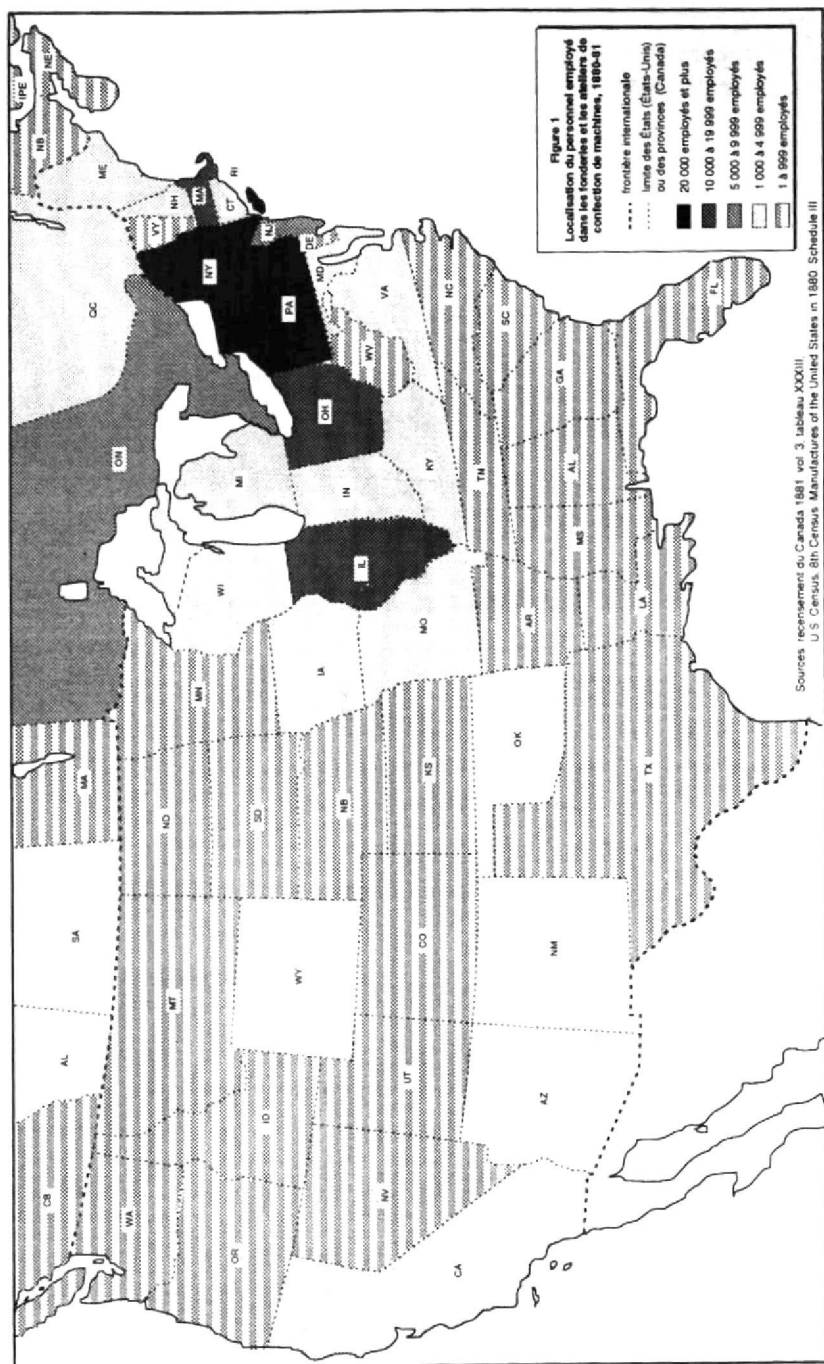 Figure 1
Localisation du personnel employé
dans les fonderies et les ateliers de
confection de machines, 1880-81
frontière internationale
limite des États (États-Unis)
ou des provinces (Canada)
20 000 employés et plus
10 000 à 19 999 employés
5 000 à 9 999 employés
1 000 à 4 999 employés
1 à 999 employés
CB
AL
SA
MA
ON
QC
NB
IPE
NE
WA
MT
ND
MN
WI
MI
NY
VY
NH
ME
MA
CT
RI
OR
ID
WY
SD
IA
IL
IN
OH
PA
NJ
DE
MD
NV
UT
CO
NB
KS
MO
KY
WV
VA
CA
AZ
NM
OK
TX
AR
LA
MS
AL
TN
GA
SC
NC
FL
Sources: recensement du Canada 1881 vol 3, tableau XXXIII.
U.S. Census, 8th Census. Manufactures of the United States in 1880 Schedule III